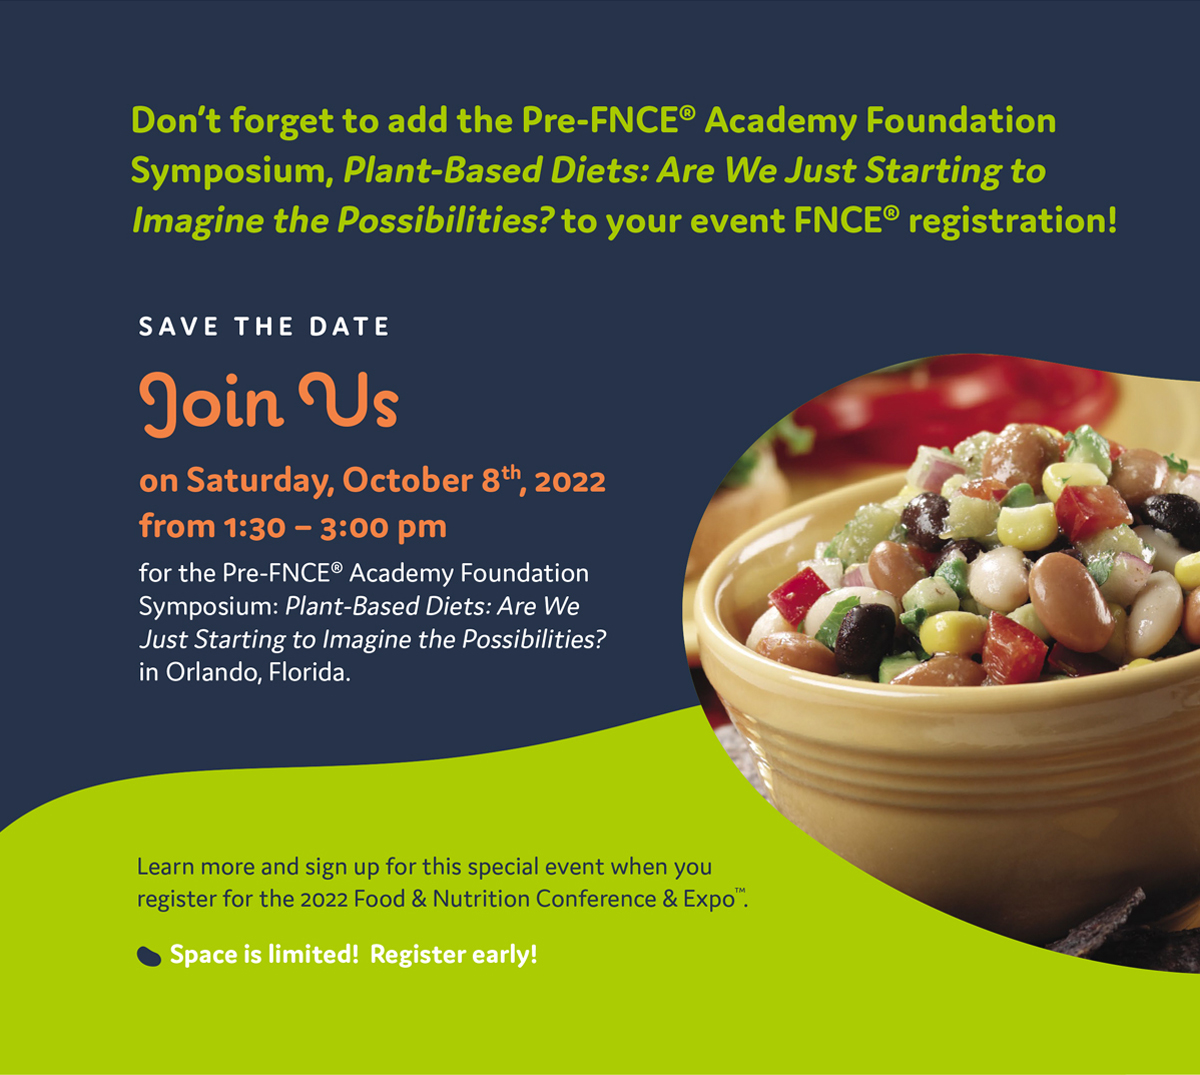 Don’t forget to add the Pre-FNCE® Academy Foundation
Symposium, Plant-Based Diets: Are We Just Starting to
Imagine the Possibilities? to your event FNCE® registration!
SAVE THE DATE
Join Us
on Saturday, October 8th, 2022
from 1:30 – 3:00 pm
for the Pre-FNCE® Academy Foundation
Symposium: Plant-Based Diets: Are We
Just Starting to Imagine the Possibilities?
in Orlando, Florida.
Learn more and sign up for this special event when you
register for the 2022 Food & Nutrition Conference & Expo™.
Space is limited! Register early!